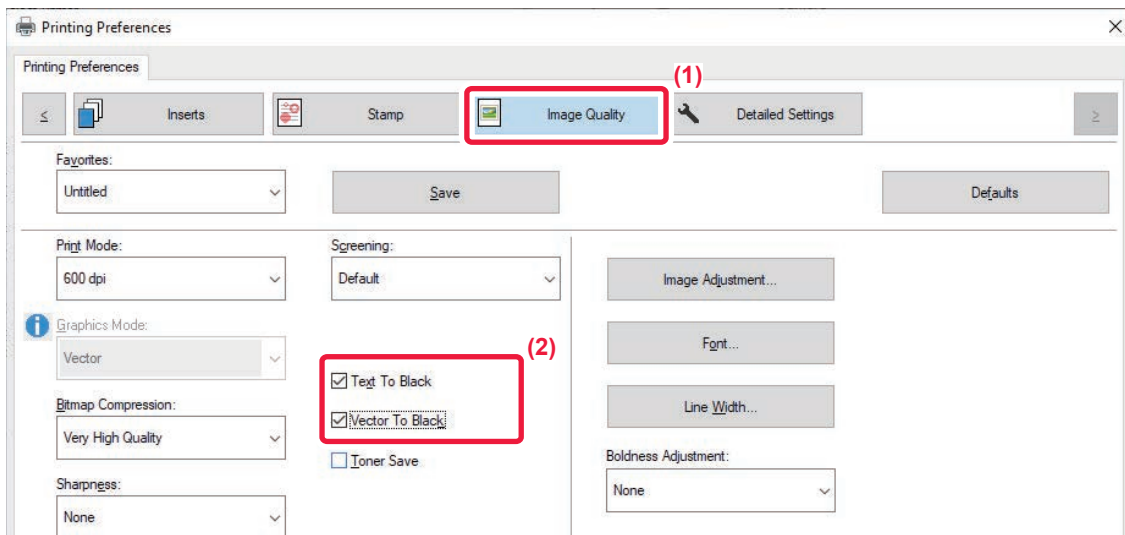 Printing Preferences
Printing Preferences
(1)
≤ Inserts Stamp Image Quality Detailed Settings ≥
Favorites:
Untitled Save Defaults
Print Mode: Screening:
600 dpi Default Image Adjustment...
Graphics Mode:
Vector Font...
(2)
Text To Black
Bitmap Compression: Vector To Black Line Width...
Very High Quality
Toner Save Boldness Adjustment:
Sharpness:
None None